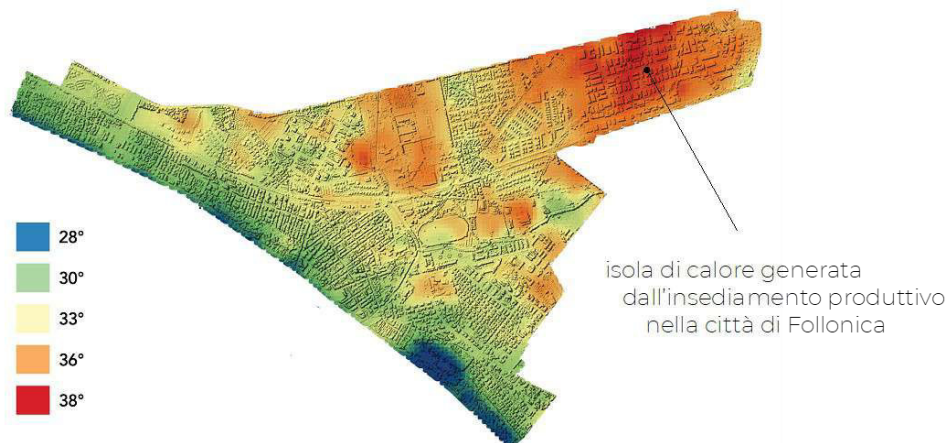 28°
30°
33°
36°
38°
isola di calore generata
dall'insediamento produttivo
nella città di Follonica